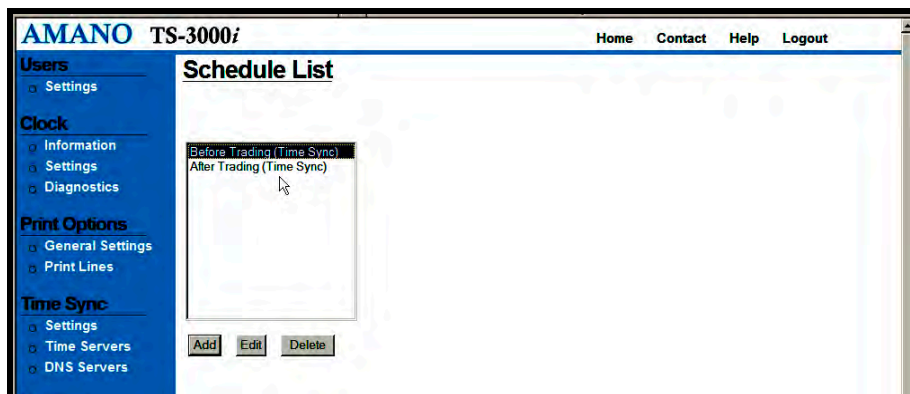 AMANO TS-3000i
Home Contact Help Logout
Users
Settings
Clock
Information
Settings
Diagnostics
Print Options
General Settings
Print Lines
Time Sync
Settings
Time Servers
DNS Servers
Schedule List
Before Trading (Time Sync)
After Trading (Time Sync)
Add Edit Delete